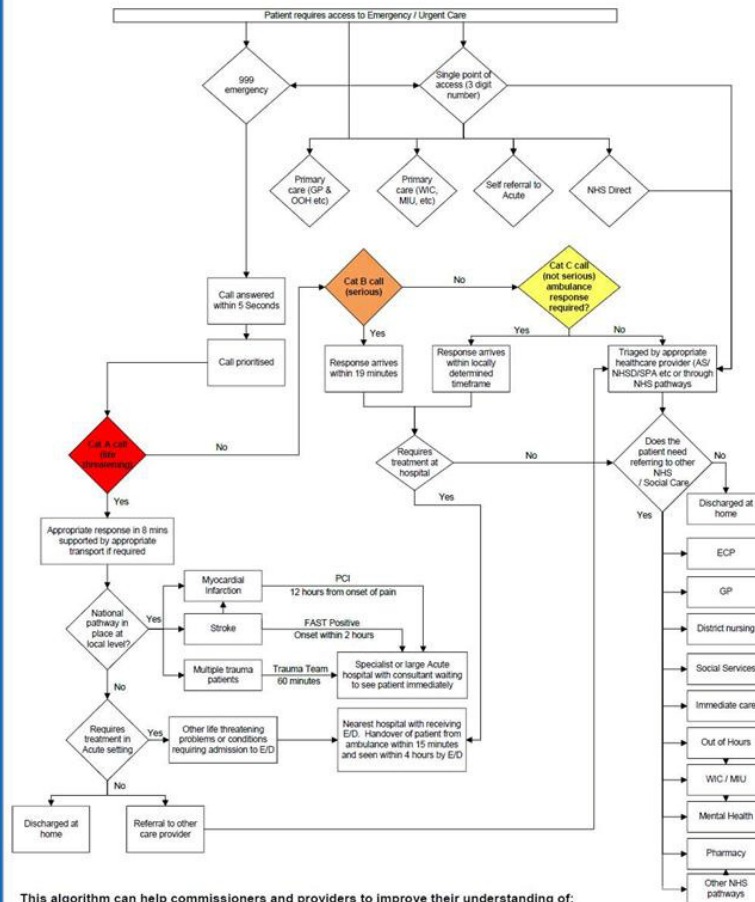 Patient requires access to Emergency / Urgent Care
999
emergency
Single point of
access (3 digit
number)
Primary
care (GP &
OOH etc)
Primary
care (WIC,
MIU, etc)
Self referral to
Acute
NHS Direct
Call answered
within 5 Seconds
Call prioritised
Cat B call
(serious)
No
Cat C call
(not serious)
ambulance
response
required?
Yes
Yes
No
Response arrives
within 19 minutes
Response arrives
within locally
determined
timeframe
Triaged by appropriate
healthcare provider (AS/
NHSD/SPA etc or through
NHS pathways
Cat A call
(life
threatening)
No
Yes
Requires
treatment at
hospital
No
Yes
Does the
patient need
referring to other
NHS
/ Social Care
No
Yes
Discharged at
home
Appropriate response in 8 mins
supported by appropriate
transport if required
National
pathway in
place at
local level?
Yes
No
Myocardial
Infarction
PCI
12 hours from onset of pain
Stroke
FAST Positive
Onset within 2 hours
Multiple trauma
patients
Trauma Team
60 minutes
Specialist or large Acute
hospital with consultant waiting
to see patient immediately
Requires
treatment in
Acute setting
Yes
No
Other life threatening
problems or conditions
requiring admission to E/D
Nearest hospital with receiving
E/D. Handover of patient from
ambulance within 15 minutes
and seen within 4 hours by E/D
Discharged at
home
Referral to other
care provider
ECP
GP
District nursing
Social Services
Immediate care
Out of Hours
WIC / MIU
Mental Health
Pharmacy
Other NHS
pathways
This algorithm can help commissioners and providers to improve their understanding of: